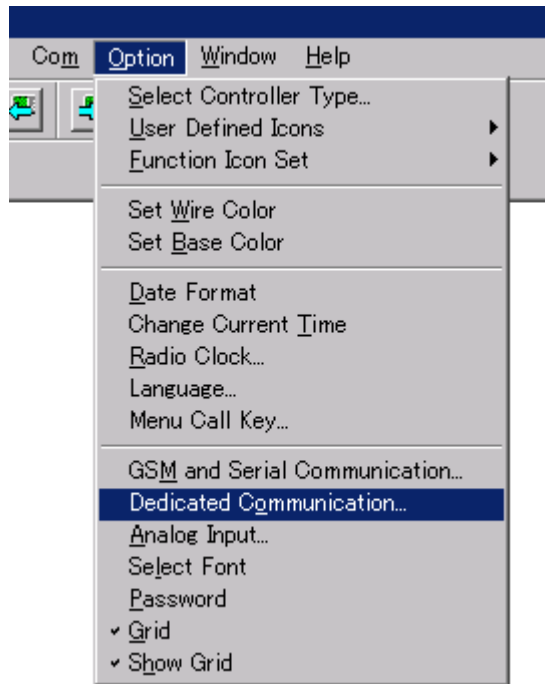 Com Option Window Help
Select Controller Type...
User Defined Icons
Function Icon Set
Set Wire Color
Set Base Color
Date Format
Change Current Time
Radio Clock...
Language...
Menu Call Key...
GSM and Serial Communication...
Dedicated Communication...
Analog Input...
Select Font
Password
Grid
Show Grid